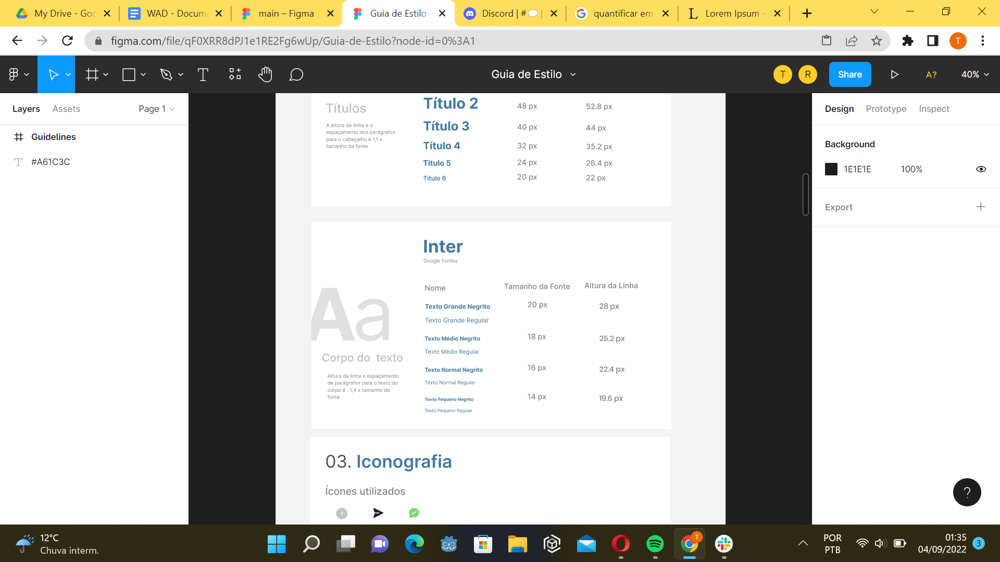 My Drive - Goo
WAD - Docume
main – Figma
Guia de Estilo -
Discord | #
quantificar em
Lorem Ipsum -
figma.com/file/qF0XRR8dPJ1e1RE2Fg6wUp/Guia-de-Estilo?node-id=0%3A1
T
Guia de Estilo
T
R
Share
A?
40%
Layers
Assets
Page 1
Guidelines
#A61C3C
Títulos
A altura da linha e o
espaçamento dos parágrafos
para o cabeçalho é 1,1 x
tamanho da fonte
Título 2 48 px 52.8 px
Título 3 40 px 44 px
Título 4 32 px 35.2 px
Título 5 24 px 26.4 px
Título 6 20 px 22 px
Inter
Google Fontes
Aa
Corpo do texto
Altura da linha e espaçamento
de parágrafos para o texto do
corpo é : 1,4 x tamanho da
fonte
Nome Tamanho da Fonte Altura da Linha
Texto Grande Negrito 20 px 28 px
Texto Grande Regular
Texto Médio Negrito 18 px 25.2 px
Texto Médio Regular
Texto Normal Negrito 16 px 22.4 px
Texto Normal Regular
Texto Pequeno Negrito 14 px 19.6 px
Texto Pequeno Regular
03. Iconografia
Ícones utilizados
?
Design
Prototype
Inspect
Background
1E1E1E 100%
Export
?
12°C
Chuva interm.
T
POR
PTB
01:35
04/09/2022
3